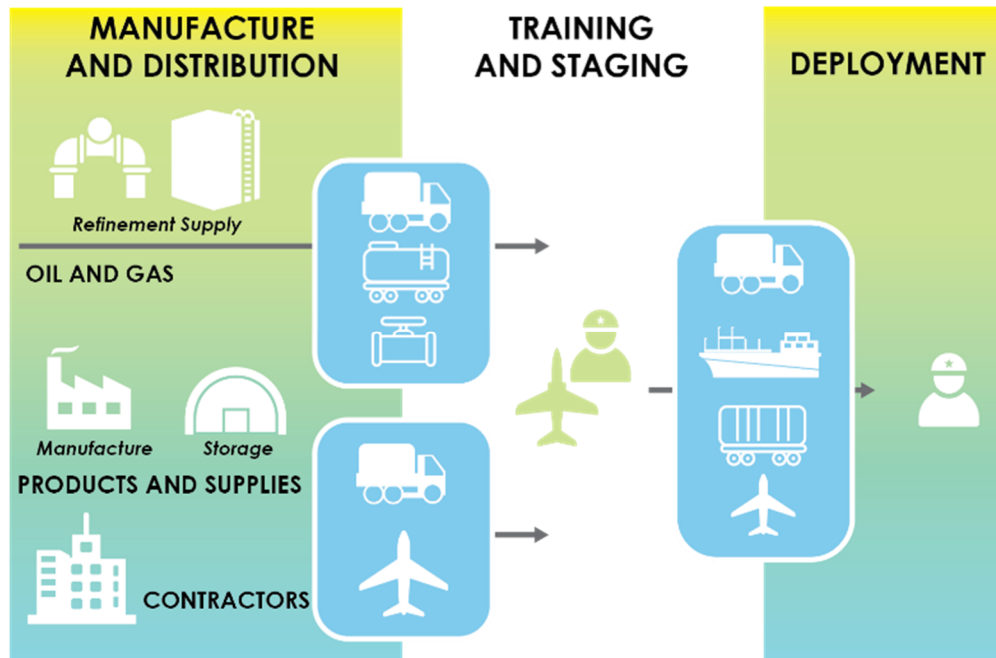 MANUFACTURE
AND DISTRIBUTION
TRAINING
AND STAGING
DEPLOYMENT
Refinement Supply
OIL AND GAS
Manufacture
Storage
PRODUCTS AND SUPPLIES
CONTRACTORS